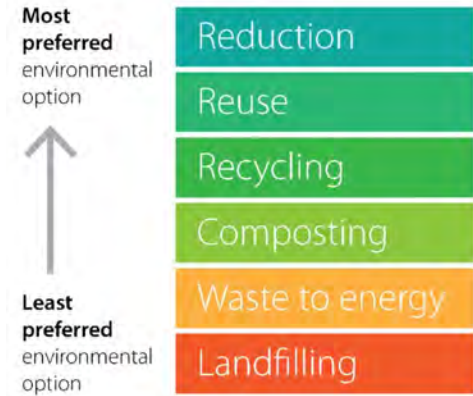 Most
preferred
environmental
option
Least
preferred
environmental
option
Reduction
Reuse
Recycling
Composting
Waste to energy
Landfilling